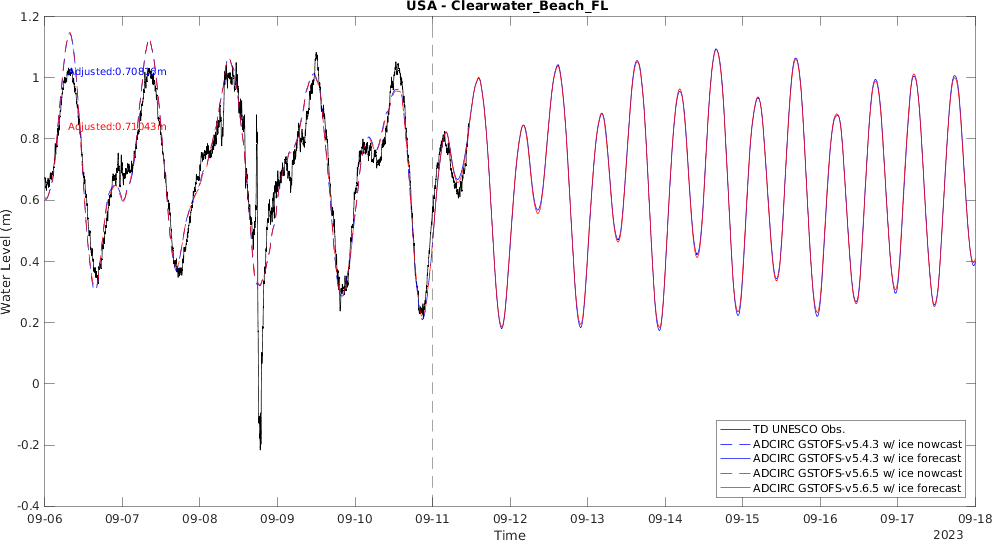 USA - Clearwater_Beach_FL
1.2
1
0.8
0.6
0.4
0.2
0
-0.2
-0.4
Water Level (m)
Adjusted:0.71043m
TD UNESCO Obs.
ADCIRC GSTOFS-v5.4.3 w/ ice nowcast
ADCIRC GSTOFS-v5.4.3 w/ ice forecast
ADCIRC GSTOFS-v5.6.5 w/ ice nowcast
ADCIRC GSTOFS-v5.6.5 w/ ice forecast
09-06 09-07 09-08 09-09 09-10 09-11 09-12 09-13 09-14 09-15 09-16 09-17 09-18
Time
2023